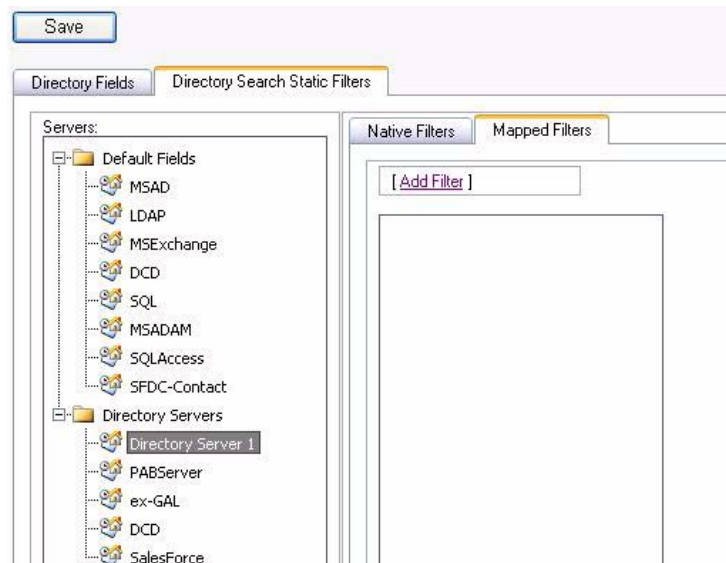 Save
Directory Fields
Directory Search Static Filters
Servers:
Default Fields
MSAD
LDAP
MSExchange
DCD
SQL
MSADAM
SQLAccess
SFDC-Contact
Directory Servers
Directory Server 1
PABServer
ex-GAL
DCD
SalesForce
Native Filters
Mapped Filters
[ Add Filter ]